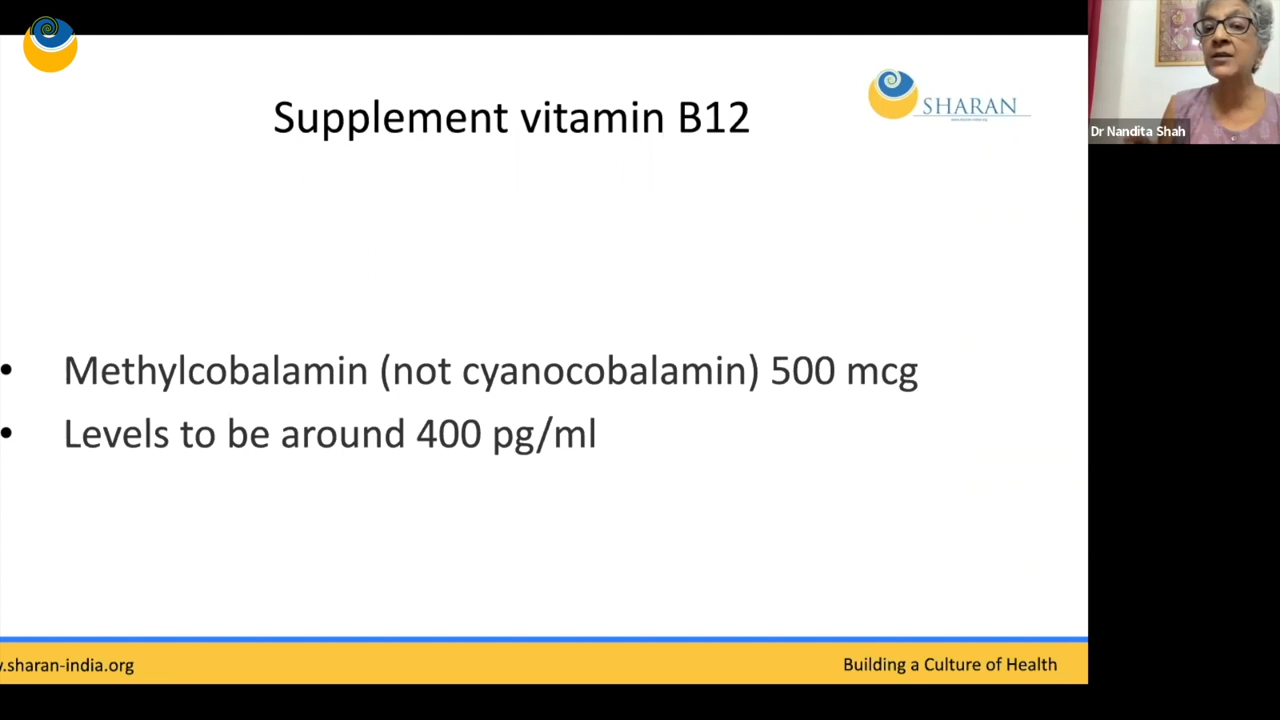 Supplement vitamin B12
SHARAN
Dr Nandita Shah
• Methylcobalamin (not cyanocobalamin) 500 mcg
• Levels to be around 400 pg/ml
.sharan-india.org
Building a Culture of Health